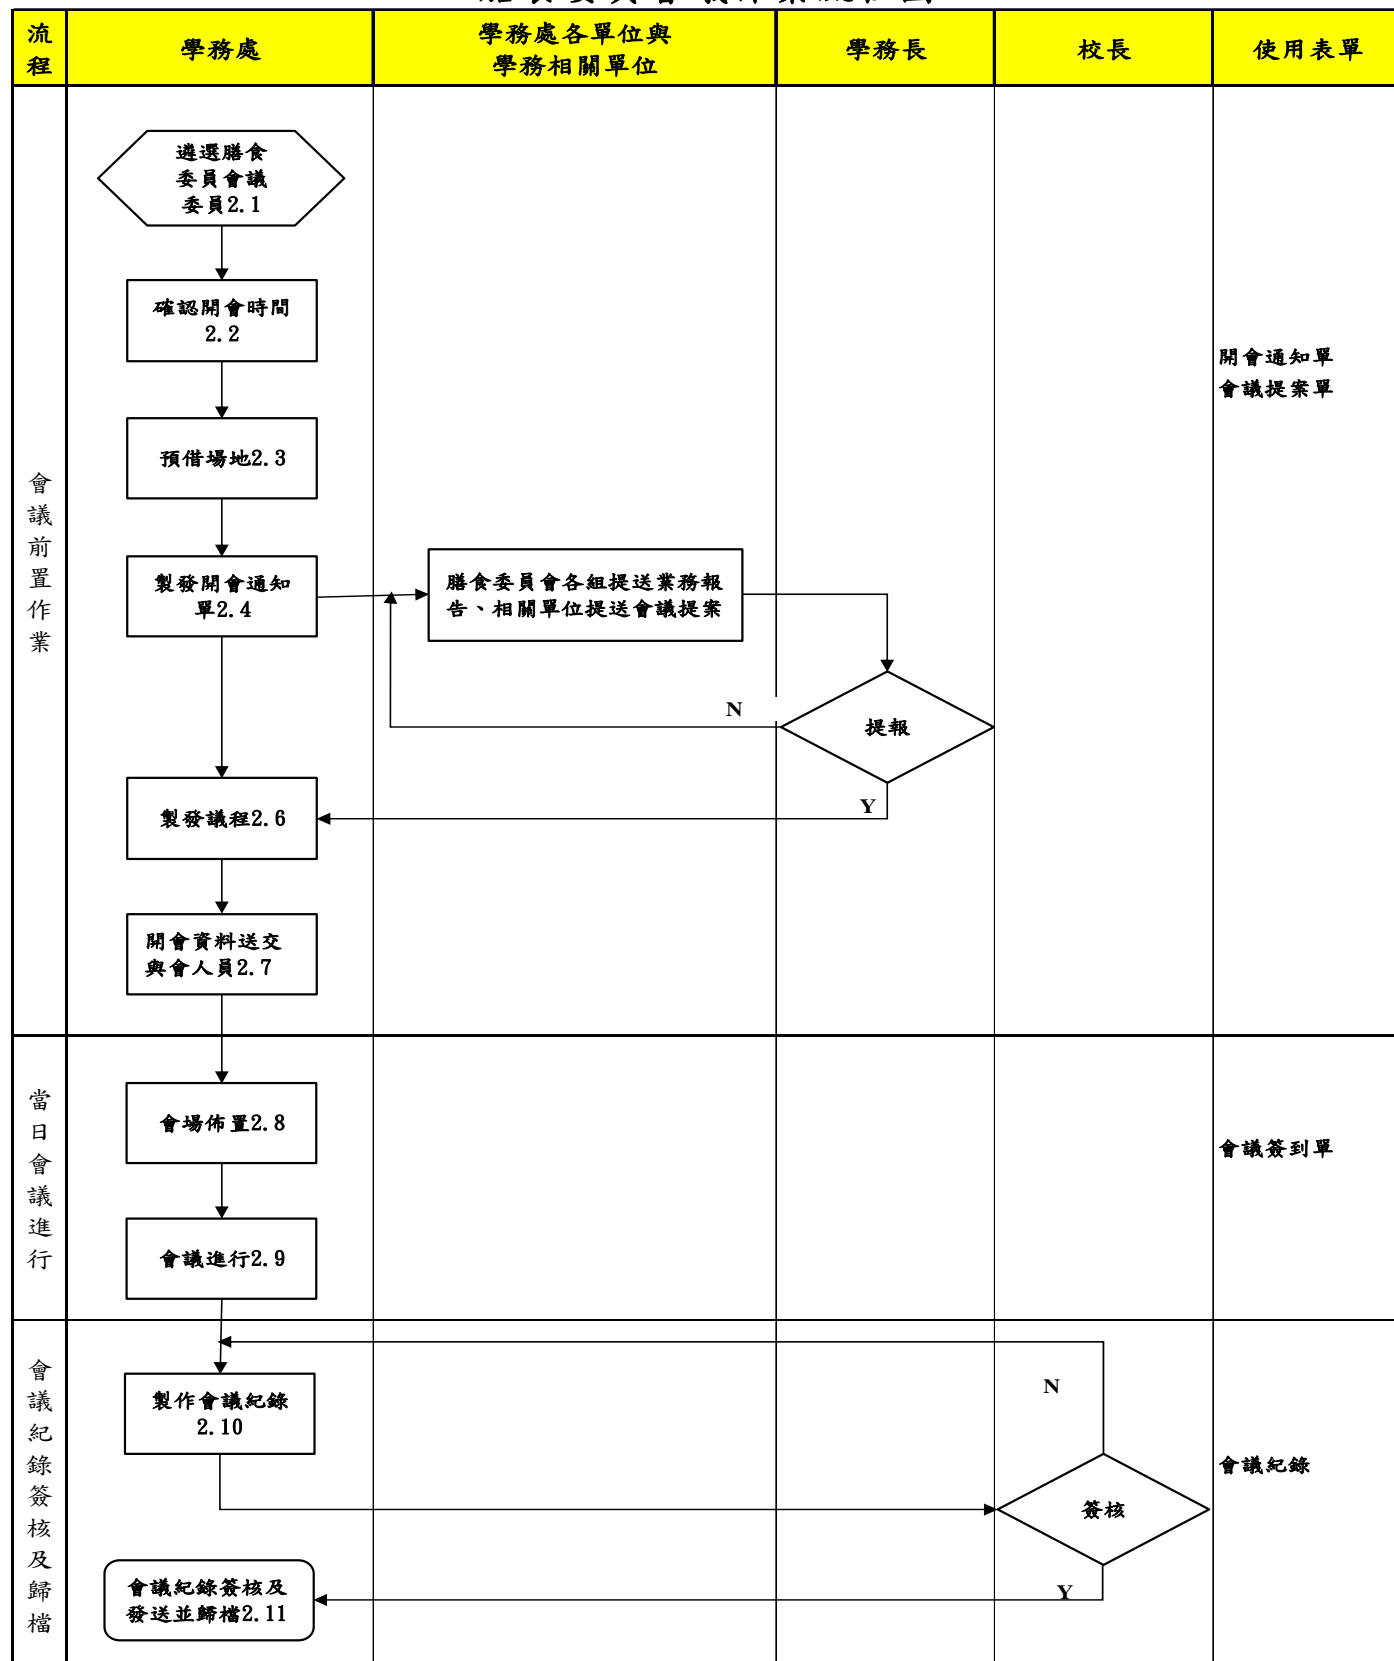 流
程
學務處
學務處各單位與
學務相關單位
學務長
校長
使用表單
遴選膳食
委員會議
委員2.1
確認開會時間
2.2
開會通知單
會議提案單
預借場地2.3
會
議
前
置
作
業
製發開會通知
單2.4
膳食委員會各組提送業務報
告、相關單位提送會議提案
N
提報
Y
製發議程2.6
開會資料送交
與會人員2.7
當
日
會
議
進
行
會場佈置2.8
會議簽到單
會議進行2.9
會
議
紀
錄
簽
核
及
歸
檔
製作會議紀錄
2.10
N
會議紀錄
簽核
Y
會議紀錄簽核及
發送並歸檔2.11